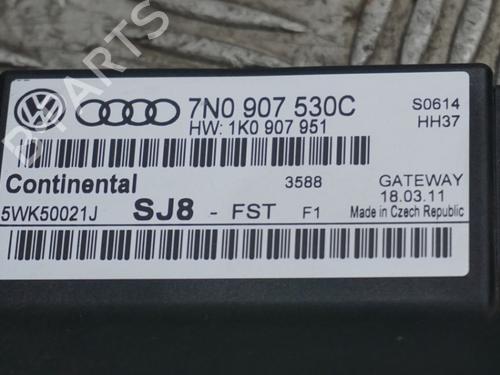 7N0 907 530C
S0614
HW: 1K0 907 951
HH37
Continental
3588
GATEWAY
18.03.11
5WK50021J
SJ8 - FST F1
Made in Czech Republic
B-PARTS